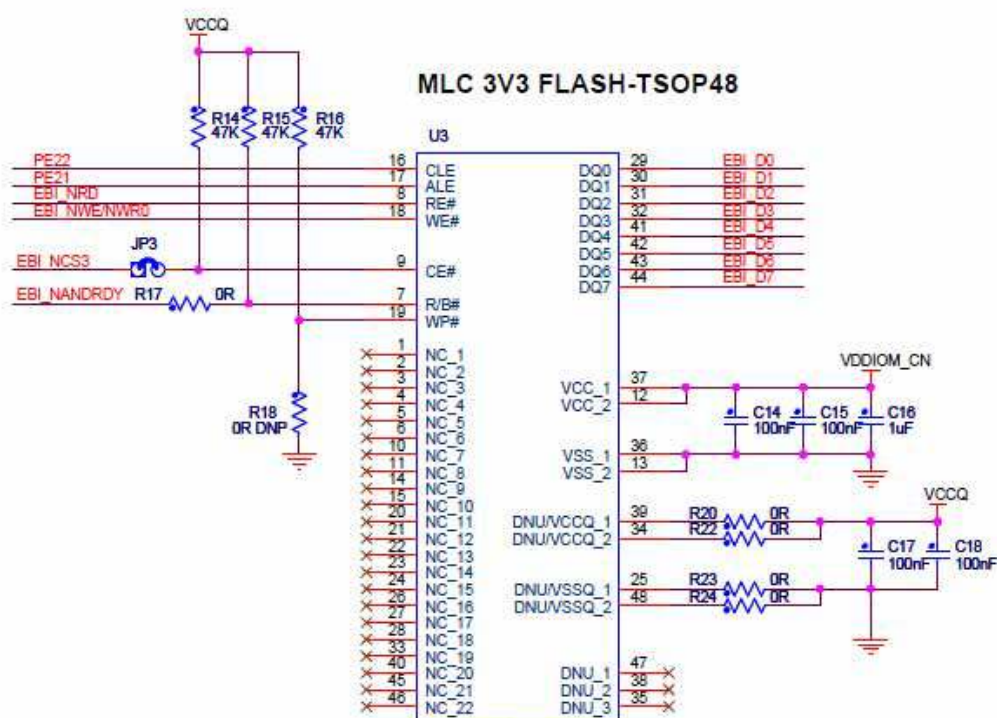 VCCQ
MLC 3V3 FLASH-TSOP48
R14 47K
R15 47K
R16 47K
U3
PE22 16 CLE
PE21 17 ALE
EBI_NRD 8 RE#
EBI_NWE/NWR0 18 WE#
JP3
EBI_NCS3 9 CE#
EBI_NANDRDY R17 0R 7 R/B#
19 WP#
R18
0R DNP
1 NC_1
2 NC_2
3 NC_3
4 NC_4
5 NC_5
6 NC_6
10 NC_7
11 NC_8
14 NC_9
15 NC_10
20 NC_11
21 NC_12
22 NC_13
23 NC_14
24 NC_15
26 NC_16
27 NC_17
28 NC_18
33 NC_19
40 NC_20
45 NC_21
46 NC_22
DQ0 29 EBI_D0
DQ1 30 EBI_D1
DQ2 31 EBI_D2
DQ3 32 EBI_D3
DQ4 41 EBI_D4
DQ5 42 EBI_D5
DQ6 43 EBI_D6
DQ7 44 EBI_D7
VDDIOM_CN
VCC_1 37
VCC_2 12
C14 100nF
C15 100nF
C16 1uF
VSS_1 36
VSS_2 13
VCCQ
DNU/VCCQ_1 39 R20 0R
DNU/VCCQ_2 34 R22 0R
C17 100nF
C18 100nF
DNU/VSSQ_1 25 R23 0R
DNU/VSSQ_2 48 R24 0R
DNU_1 47
DNU_2 38
DNU_3 35